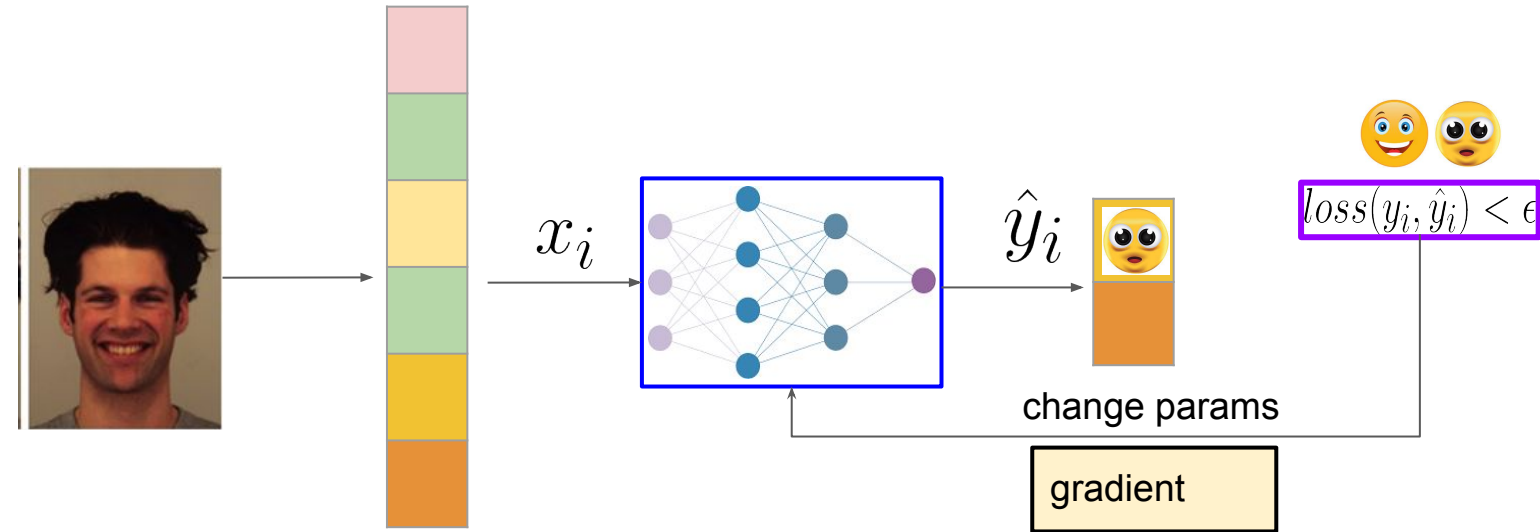 x_i
ŷ_i
loss(y_i, ŷ_i) < ϵ
change params
gradient